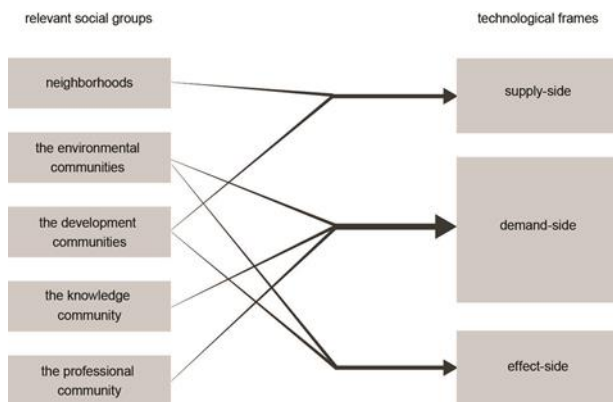 relevant social groups
technological frames
neighborhoods
supply-side
the environmental
communities
the development
communities
demand-side
the knowledge
community
the professional
community
effect-side